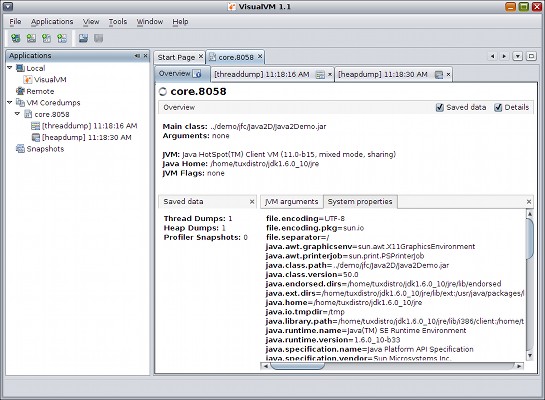 VisualVM 1.1
File Applications View Tools Window Help
Applications
Local
VisualVM
Remote
VM Coredumps
core.8058
[threaddump] 11:18:16 AM
[heapdump] 11:18:30 AM
Snapshots
Start Page core.8058
Overview [threaddump] 11:18:16 AM [heapdump] 11:18:30 AM
core.8058
Overview Saved data Details
Main class: ../demo/jfc/Java2D/Java2Demo.jar
Arguments: none
JVM: Java HotSpot(TM) Client VM (11.0-b15, mixed mode, sharing)
Java Home: /home/tuxdistro/jdk1.6.0_10/jre
JVM Flags: none
Saved data
Thread Dumps: 1
Heap Dumps: 1
Profiler Snapshots: 0
JVM arguments System properties
file.encoding=UTF-8
file.encoding.pkg=sun.io
file.separator=/
java.awt.graphicsenv=sun.awt.X11GraphicsEnvironment
java.awt.printerjob=sun.print.PSPrinterJob
java.class.path=../demo/jfc/Java2D/Java2Demo.jar
java.class.version=50.0
java.endorsed.dirs=/home/tuxdistro/jdk1.6.0_10/jre/lib/endorsed
java.ext.dirs=/home/tuxdistro/jdk1.6.0_10/jre/lib/ext:/usr/java/packages/l
java.home=/home/tuxdistro/jdk1.6.0_10/jre
java.io.tmpdir=/tmp
java.library.path=/home/tuxdistro/jdk1.6.0_10/jre/lib/i386/client:/home/t
java.runtime.name=Java(TM) SE Runtime Environment
java.runtime.version=1.6.0_10-b33
java.specification.name=Java Platform API Specification
java.specification.vendor=Sun Microsystems Inc.